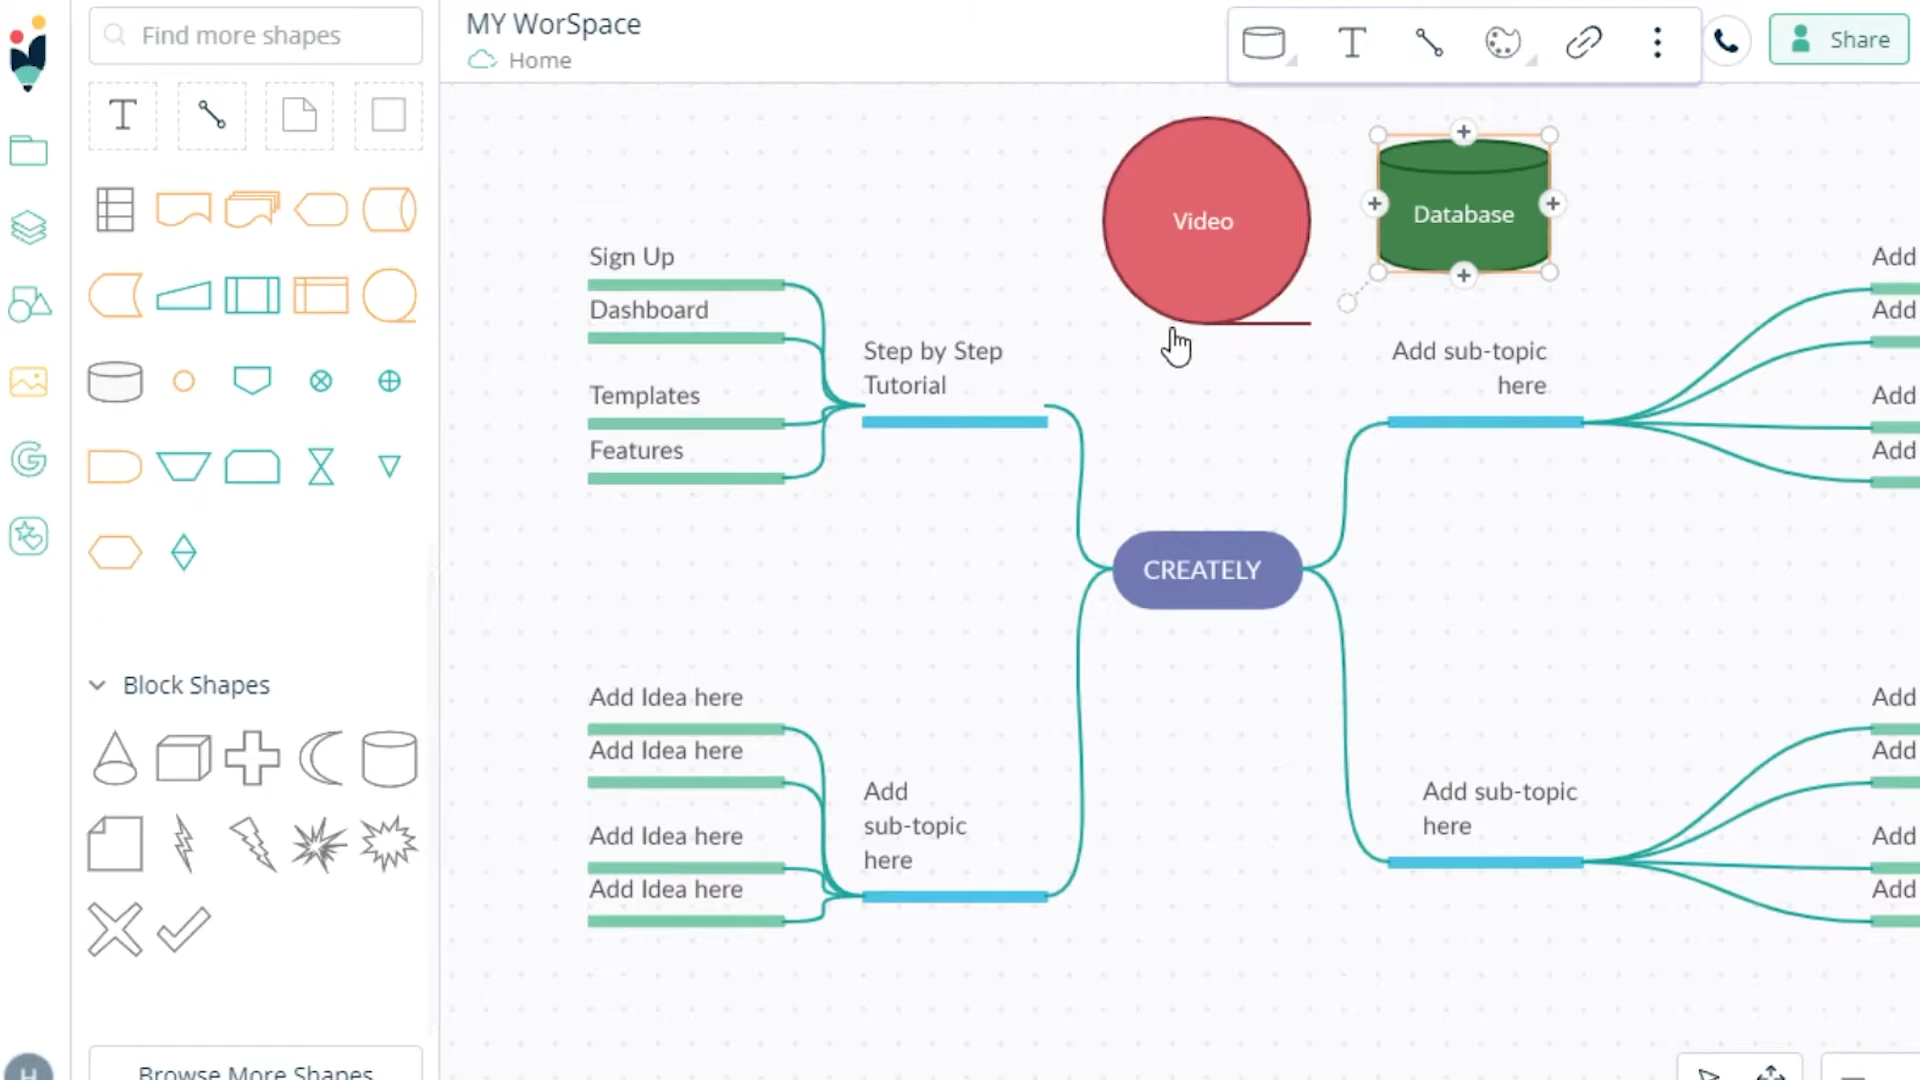 Find more shapes
MY WorSpace
Home
Share
T
T
Video
Database
Sign Up
Dashboard
Templates
Features
Step by Step
Tutorial
Add sub-topic
here
Add
Add
Add
Add
CREATELY
Block Shapes
Add Idea here
Add Idea here
Add Idea here
Add Idea here
Add
sub-topic
here
Add sub-topic
here
Add
Add
Add
Add
Browse More Shapes
H